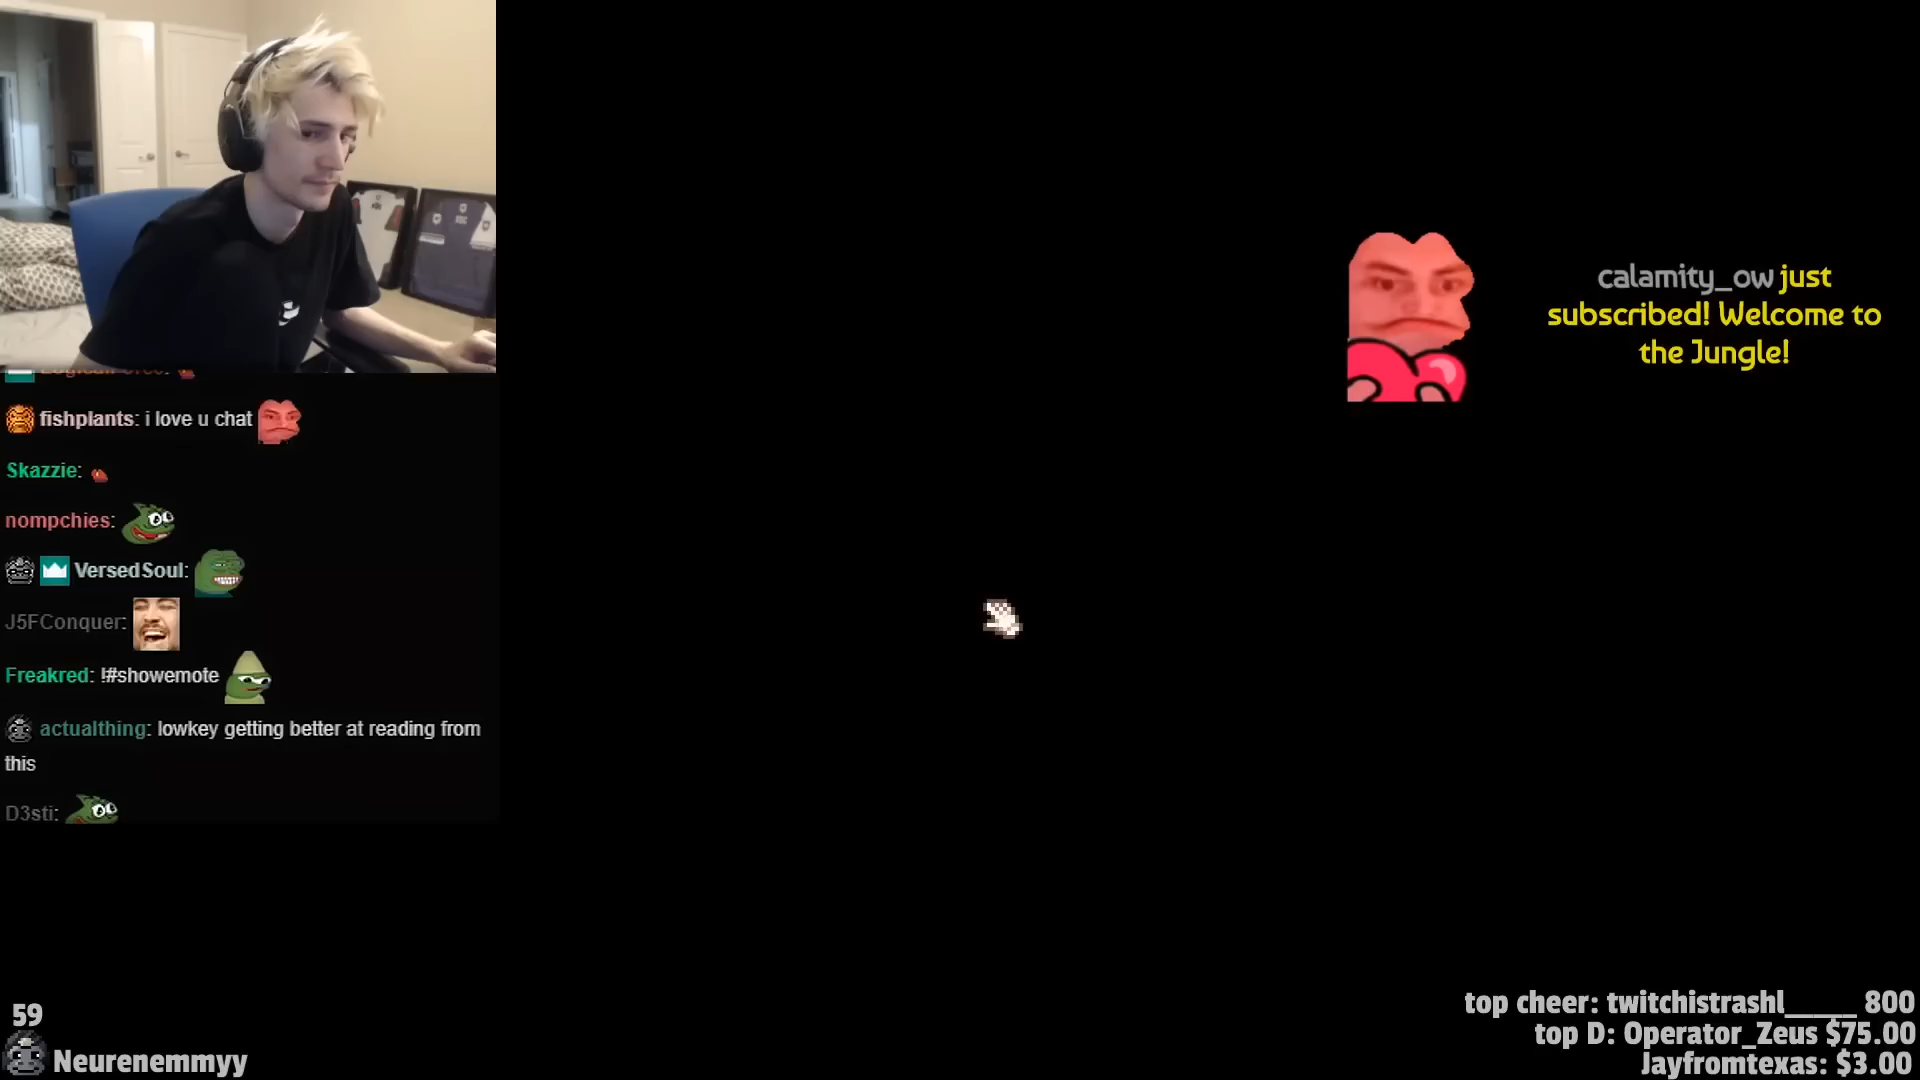 fishplants: i love u chat
Skazzie:
nompchies:
VersedSoul:
J5FConquer:
Freakred: !#showemote
actualthing: lowkey getting better at reading from
this
D3sti:
calamity_ow just
subscribed! Welcome to
the Jungle!
59
Neurenemmyy
top cheer: twitchistrashl_____ 800
top D: Operator_Zeus $75.00
Jayfromtexas: $3.00